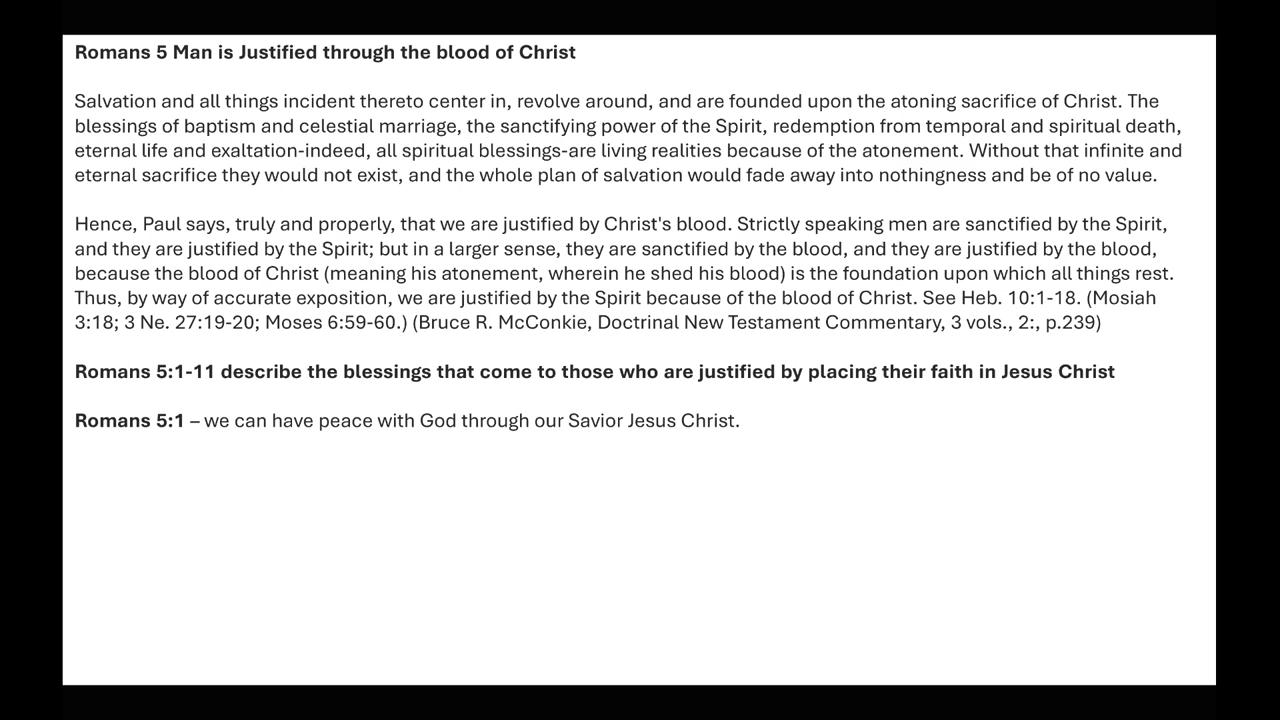 Romans 5 Man is Justified through the blood of Christ
Salvation and all things incident thereto center in, revolve around, and are founded upon the atoning sacrifice of Christ. The
blessings of baptism and celestial marriage, the sanctifying power of the Spirit, redemption from temporal and spiritual death,
eternal life and exaltation-indeed, all spiritual blessings-are living realities because of the atonement. Without that infinite and
eternal sacrifice they would not exist, and the whole plan of salvation would fade away into nothingness and be of no value.
Hence, Paul says, truly and properly, that we are justified by Christ's blood. Strictly speaking men are sanctified by the Spirit,
and they are justified by the Spirit; but in a larger sense, they are sanctified by the blood, and they are justified by the blood,
because the blood of Christ (meaning his atonement, wherein he shed his blood) is the foundation upon which all things rest.
Thus, by way of accurate exposition, we are justified by the Spirit because of the blood of Christ. See Heb. 10:1-18. (Mosiah
3:18; 3 Ne. 27:19-20; Moses 6:59-60.) (Bruce R. McConkie, Doctrinal New Testament Commentary, 3 vols., 2:, p.239)
Romans 5:1-11 describe the blessings that come to those who are justified by placing their faith in Jesus Christ
Romans 5:1 – we can have peace with God through our Savior Jesus Christ.